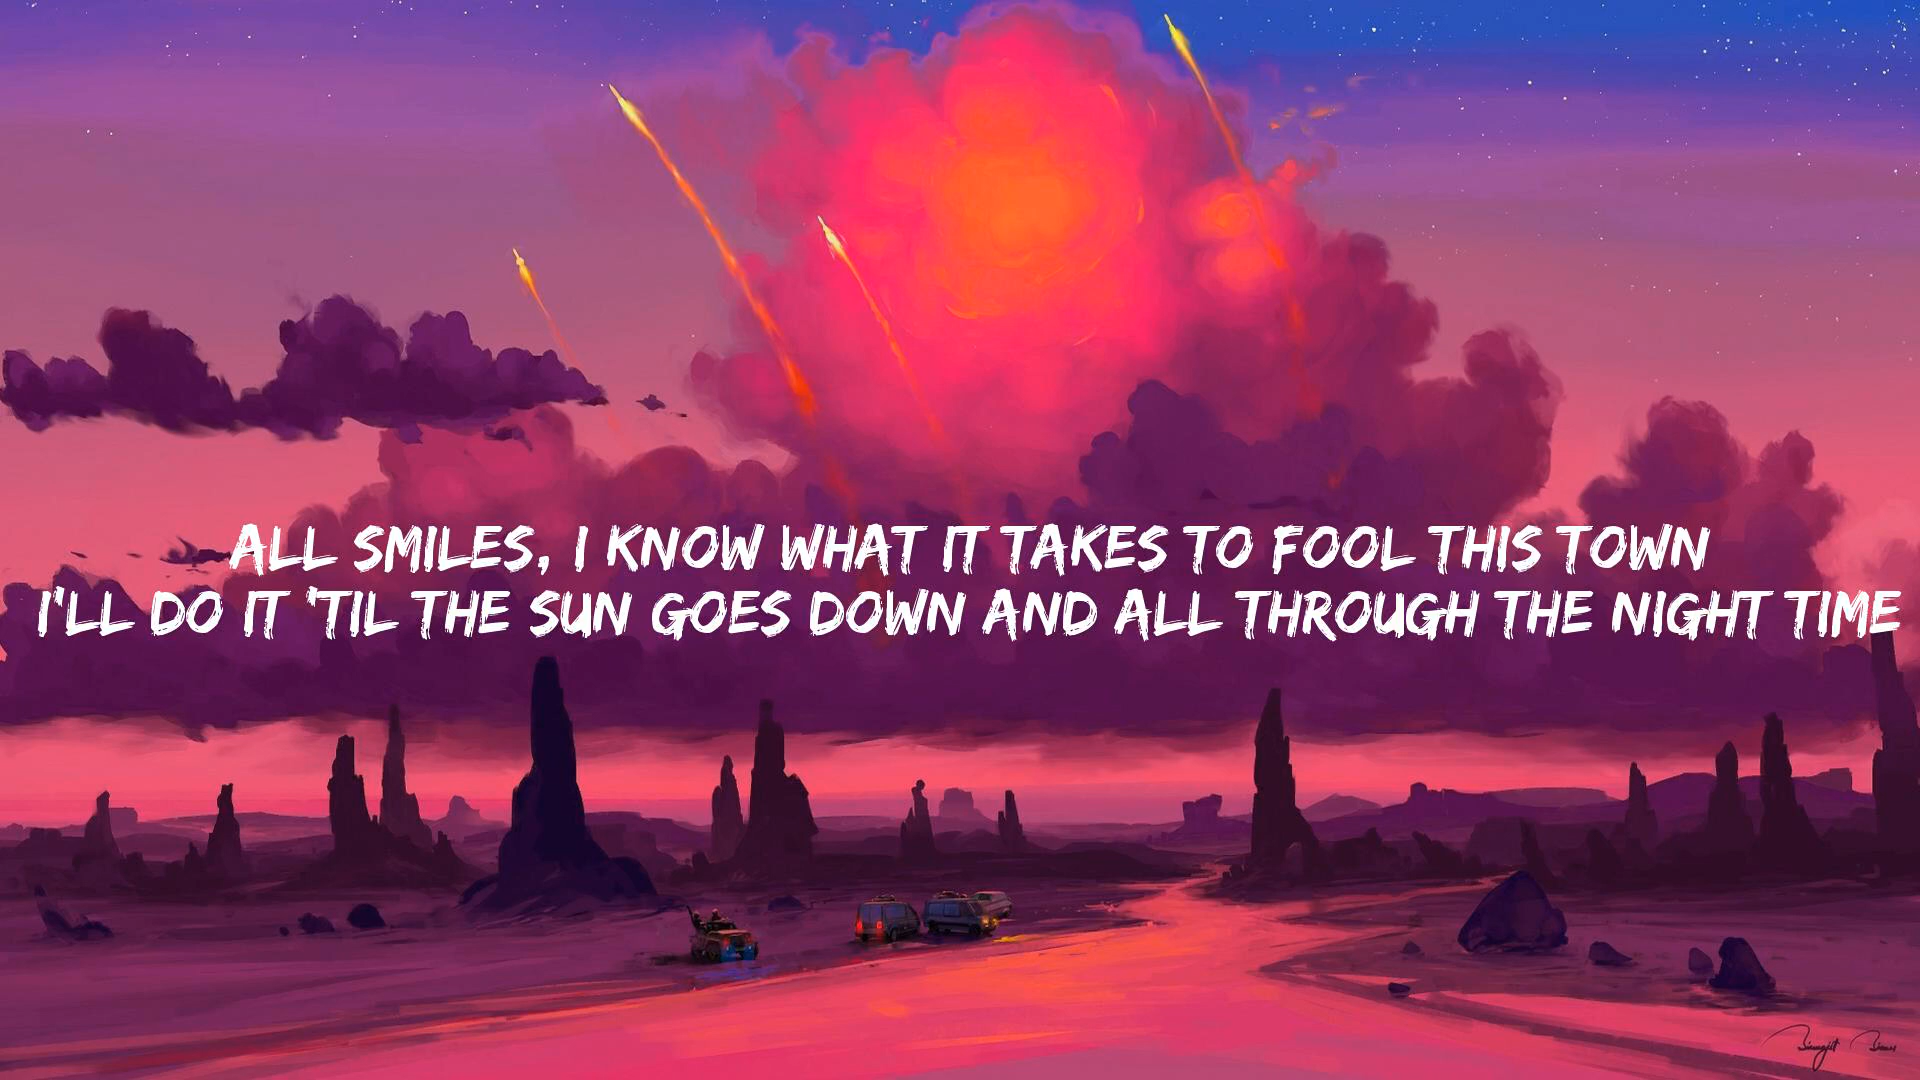 ALL SMILES, I KNOW WHAT IT TAKES TO FOOL THIS TOWN
I'LL DO IT 'TIL THE SUN GOES DOWN AND ALL THROUGH THE NIGHT TIME